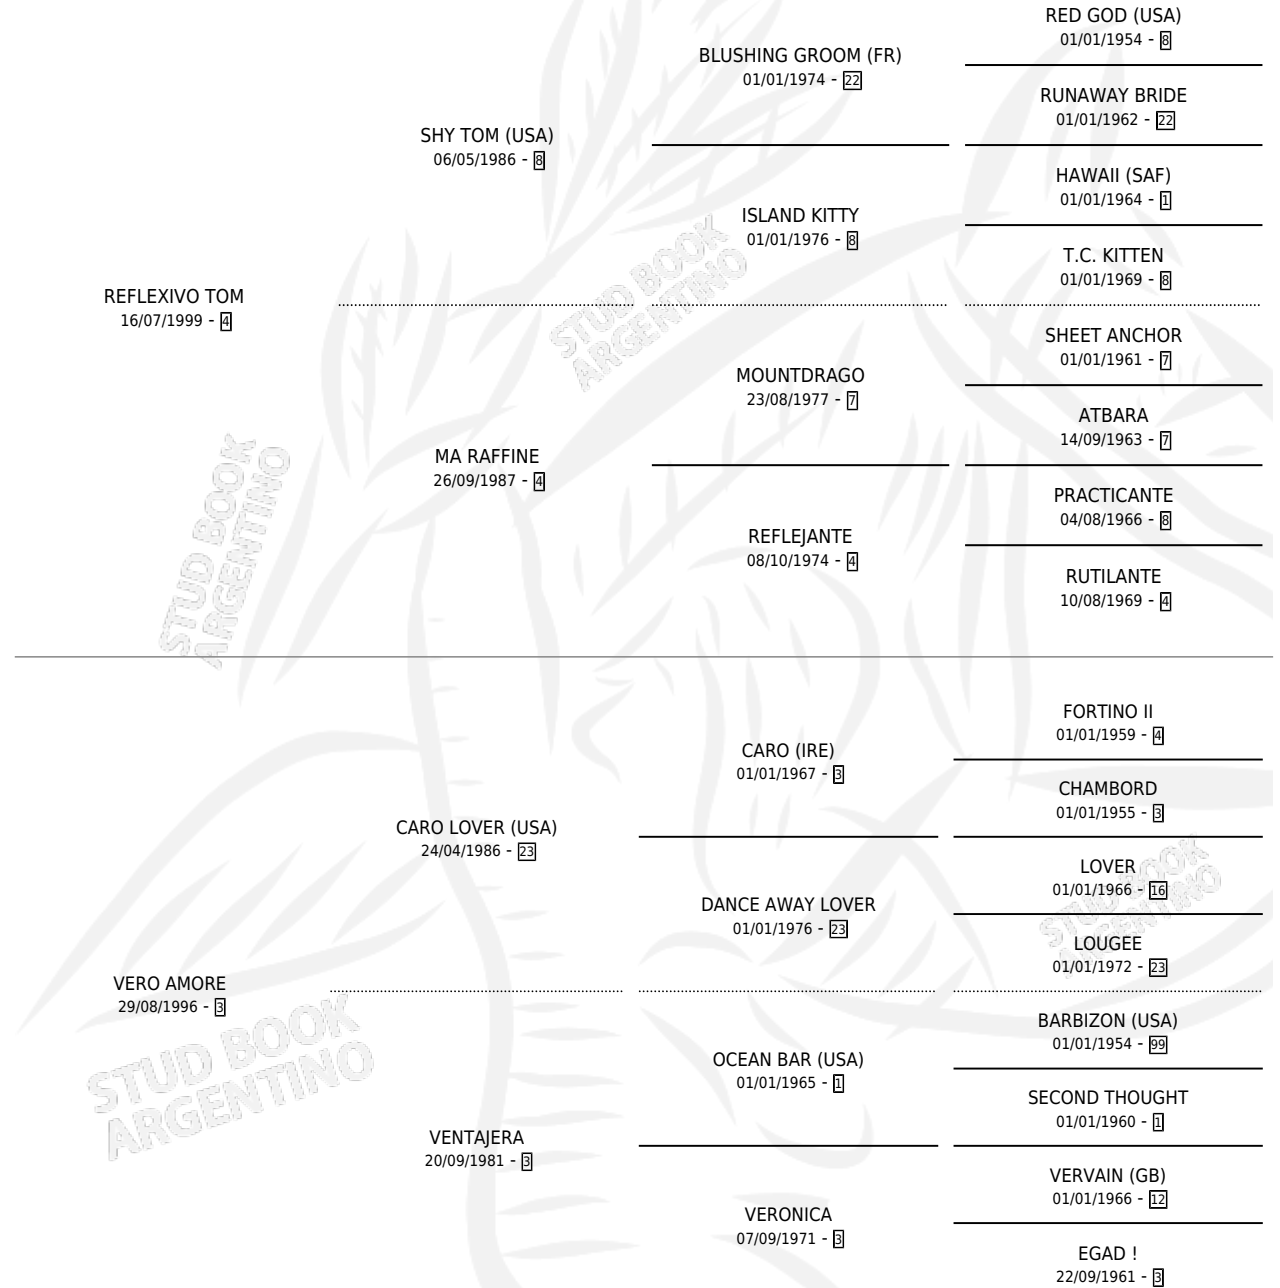 RED GOD (USA)
01/01/1954 - 8
BLUSHING GROOM (FR)
01/01/1974 - 22
RUNAWAY BRIDE
01/01/1962 - 22
SHY TOM (USA)
06/05/1986 - 8
HAWAII (SAF)
01/01/1964 - 1
ISLAND KITTY
01/01/1976 - 8
T.C. KITTEN
01/01/1969 - 8
STUD BOOK
ARGENTINO
REFLEXIVO TOM
16/07/1999 - 4
SHEET ANCHOR
01/01/1961 - 7
MOUNTDRAGO
23/08/1977 - 7
ATBARA
14/09/1963 - 7
MA RAFFINE
26/09/1987 - 4
PRACTICANTE
04/08/1966 - 8
REFLEJANTE
08/10/1974 - 4
RUTILANTE
10/08/1969 - 4
STUD BOOK
ARGENTINO
FORTINO II
01/01/1959 - 4
CARO (IRE)
01/01/1967 - 3
CHAMBORD
01/01/1955 - 3
CARO LOVER (USA)
24/04/1986 - 23
LOVER
01/01/1966 - 16
DANCE AWAY LOVER
01/01/1976 - 23
LOUGEE
01/01/1972 - 23
STUD BOOK
ARGENTINO
VERO AMORE
29/08/1996 - 3
BARBIZON (USA)
01/01/1954 - 99
OCEAN BAR (USA)
01/01/1965 - 1
SECOND THOUGHT
01/01/1960 - 1
STUD BOOK
ARGENTINO
VENTAJERA
20/09/1981 - 3
VERVAIN (GB)
01/01/1966 - 12
VERONICA
07/09/1971 - 3
EGAD !
22/09/1961 - 3